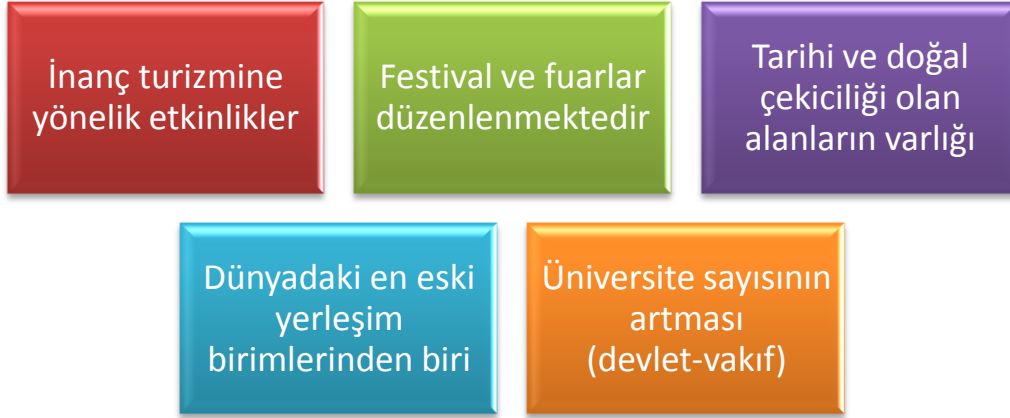 İnanç turizmine
yönelik etkinlikler
Festival ve fuarlar
düzenlenmektedir
Tarihi ve doğal
çekiciliği olan
alanların varlığı
Dünyadaki en eski
yerleşim
birimlerinden biri
Üniversite sayısının
artması
(devlet-vakıf)